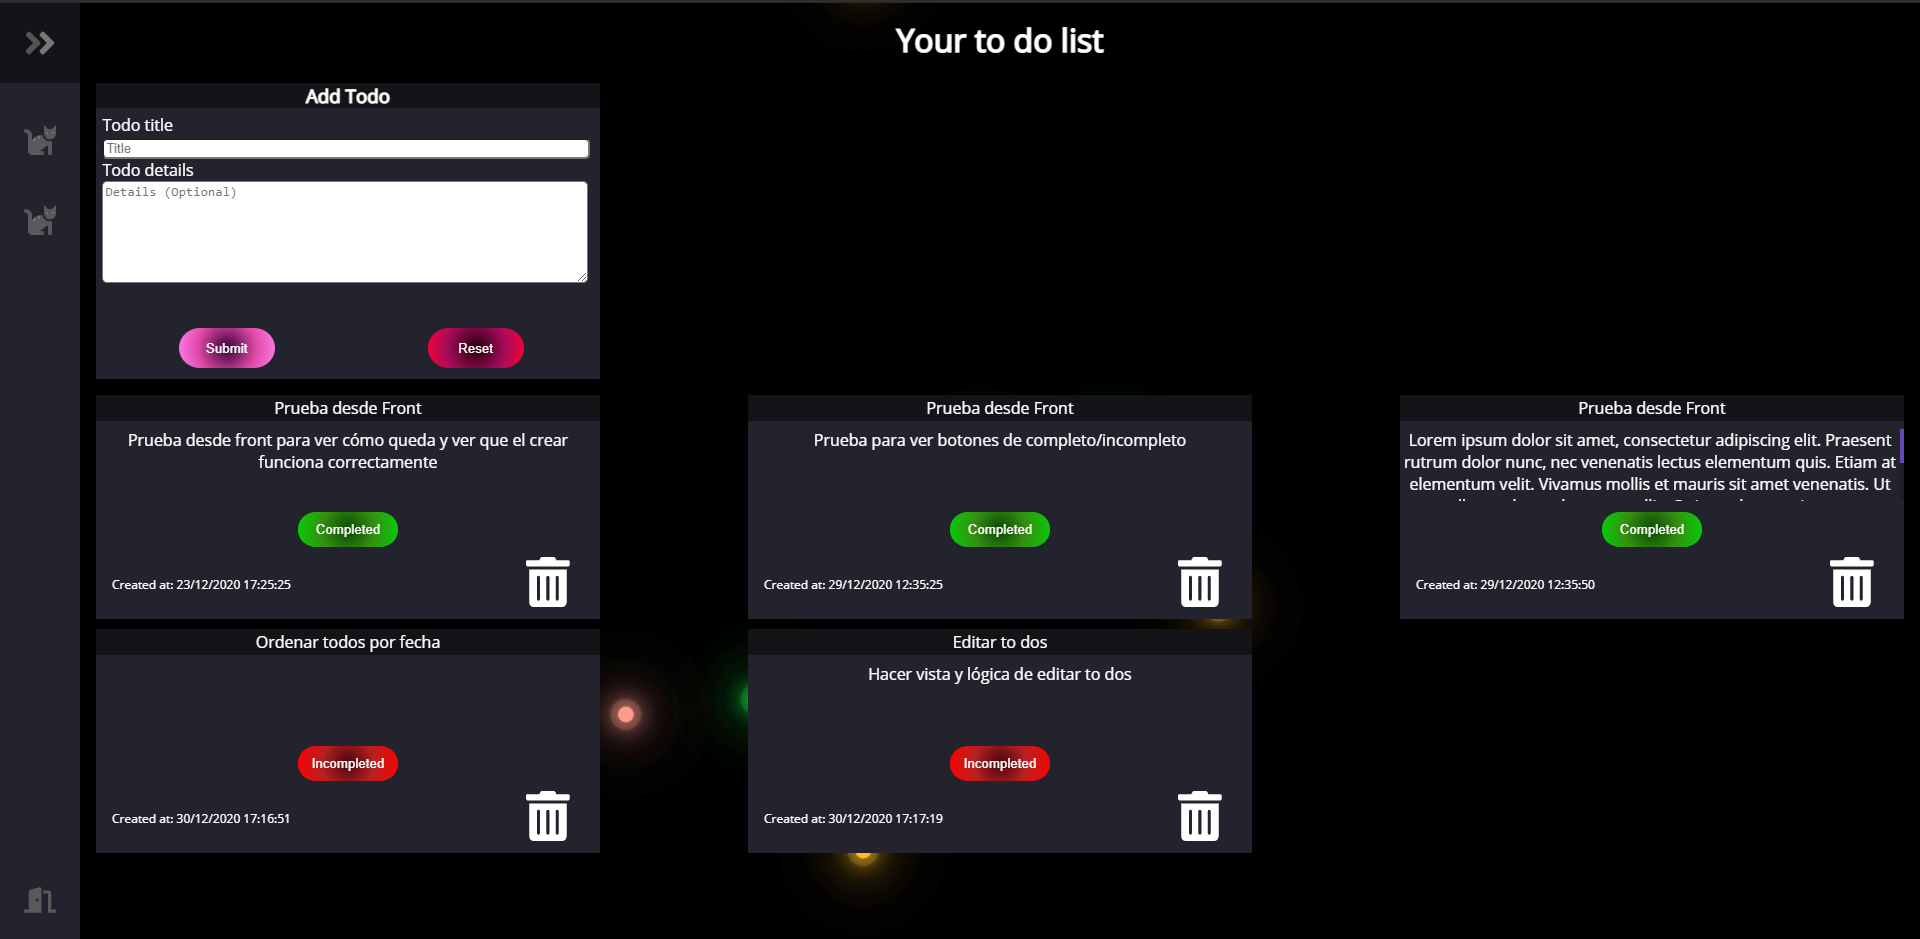 Your to do list
Add Todo
Todo title
Title
Todo details
Details (Optional)
Submit
Reset
Prueba desde Front
Prueba desde front para ver cómo queda y ver que el crear
funciona correctamente
Completed
Created at: 23/12/2020 17:25:25
Prueba desde Front
Prueba para ver botones de completo/incompleto
Completed
Created at: 29/12/2020 12:35:25
Prueba desde Front
Lorem ipsum dolor sit amet, consectetur adipiscing elit. Praesent
rutrum dolor nunc, nec venenatis lectus elementum quis. Etiam at
elementum velit. Vivamus mollis et mauris sit amet venenatis. Ut
Completed
Created at: 29/12/2020 12:35:50
Ordenar todos por fecha
Incompleted
Created at: 30/12/2020 17:16:51
Editar to dos
Hacer vista y lógica de editar to dos
Incompleted
Created at: 30/12/2020 17:17:19